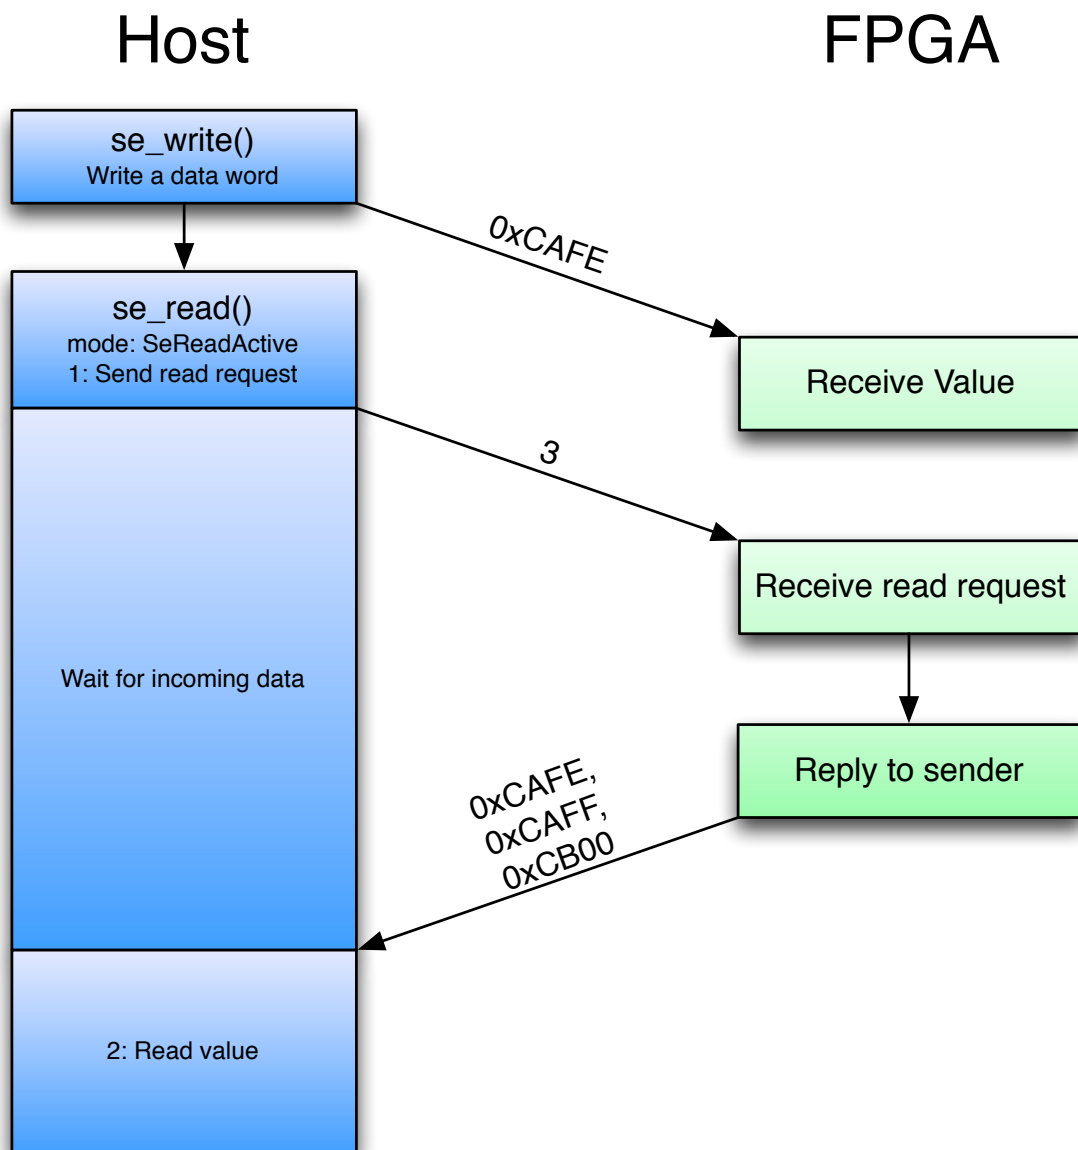 Host
FPGA
se_write()
Write a data word
0xCAFE
se_read()
mode: SeReadActive
1: Send read request
Receive Value
3
Receive read request
Wait for incoming data
Reply to sender
0xCAFE,
0xCAFF,
0xCB00
2: Read value